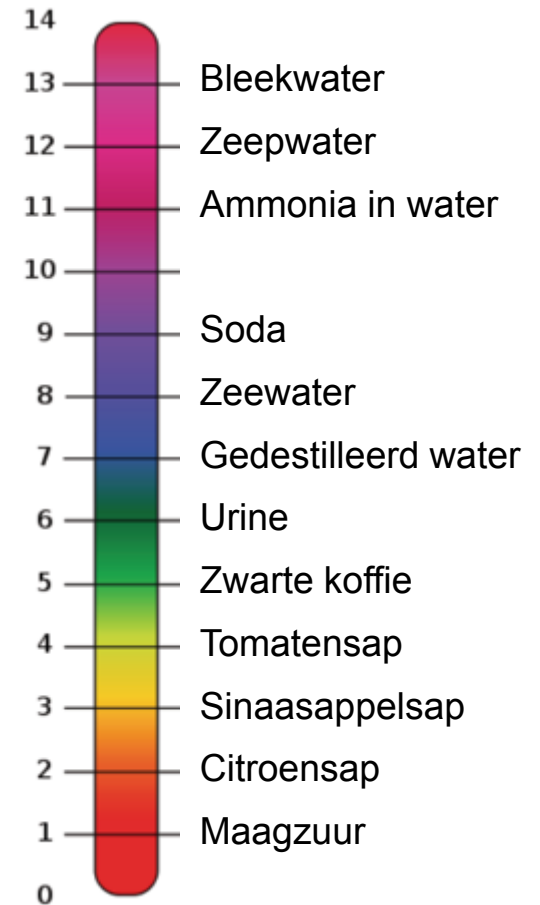 14
13 Bleekwater
12 Zeepwater
11 Ammonia in water
10
9 Soda
8 Zeewater
7 Gedestilleerd water
6 Urine
5 Zwarte koffie
4 Tomatensap
3 Sinaasappelsap
2 Citroensap
1 Maagzuur
0